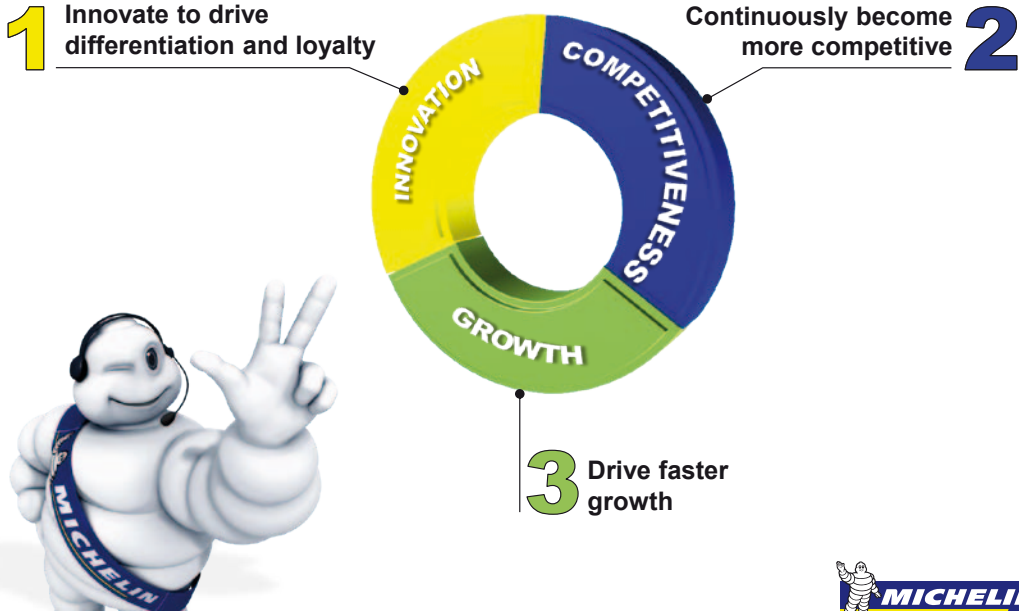 1
Innovate to drive
differentiation and loyalty
Continuously become
more competitive
2
INNOVATION
COMPETITIVENESS
GROWTH
3
Drive faster
growth
MICHELIN